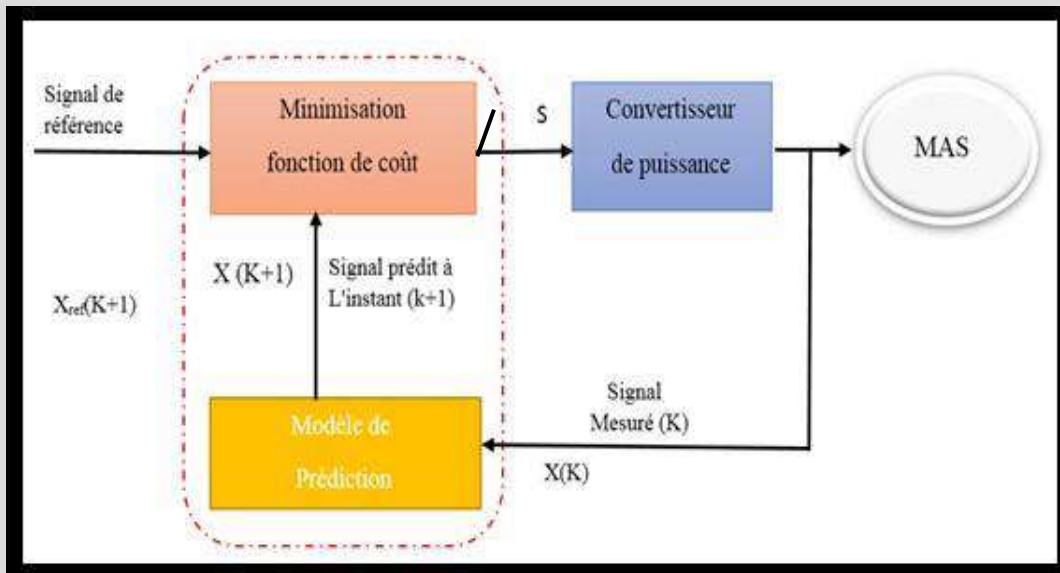 Signal de
référence
Minimisation
fonction de coût
S
Convertisseur
de puissance
MAS
X (K+1)
Signal prédit à
L'instant (k+1)
Xref(K+1)
Signal
Mesuré (K)
X(K)
Modèle de
Prédiction